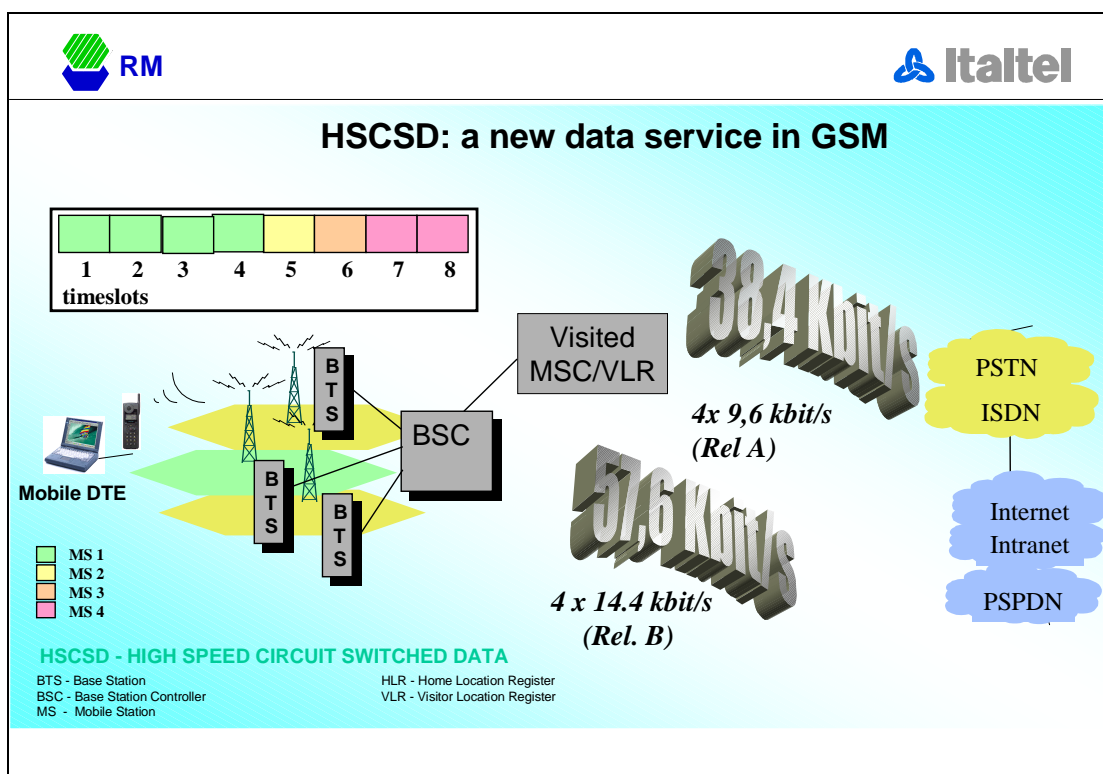 RM
Italtel
HSCSD: a new data service in GSM
1 2 3 4 5 6 7 8
timeslots
38,4 Kbit/s
Visited
MSC/VLR
PSTN
ISDN
4x 9,6 kbit/s
(Rel A)
BTS
BSC
Mobile DTE
BTS
BTS
57,6 Kbit/s
Internet
Intranet
PSPDN
MS 1
MS 2
MS 3
MS 4
4 x 14.4 kbit/s
(Rel. B)
HSCSD - HIGH SPEED CIRCUIT SWITCHED DATA
BTS - Base Station
BSC - Base Station Controller
MS - Mobile Station
HLR - Home Location Register
VLR - Visitor Location Register